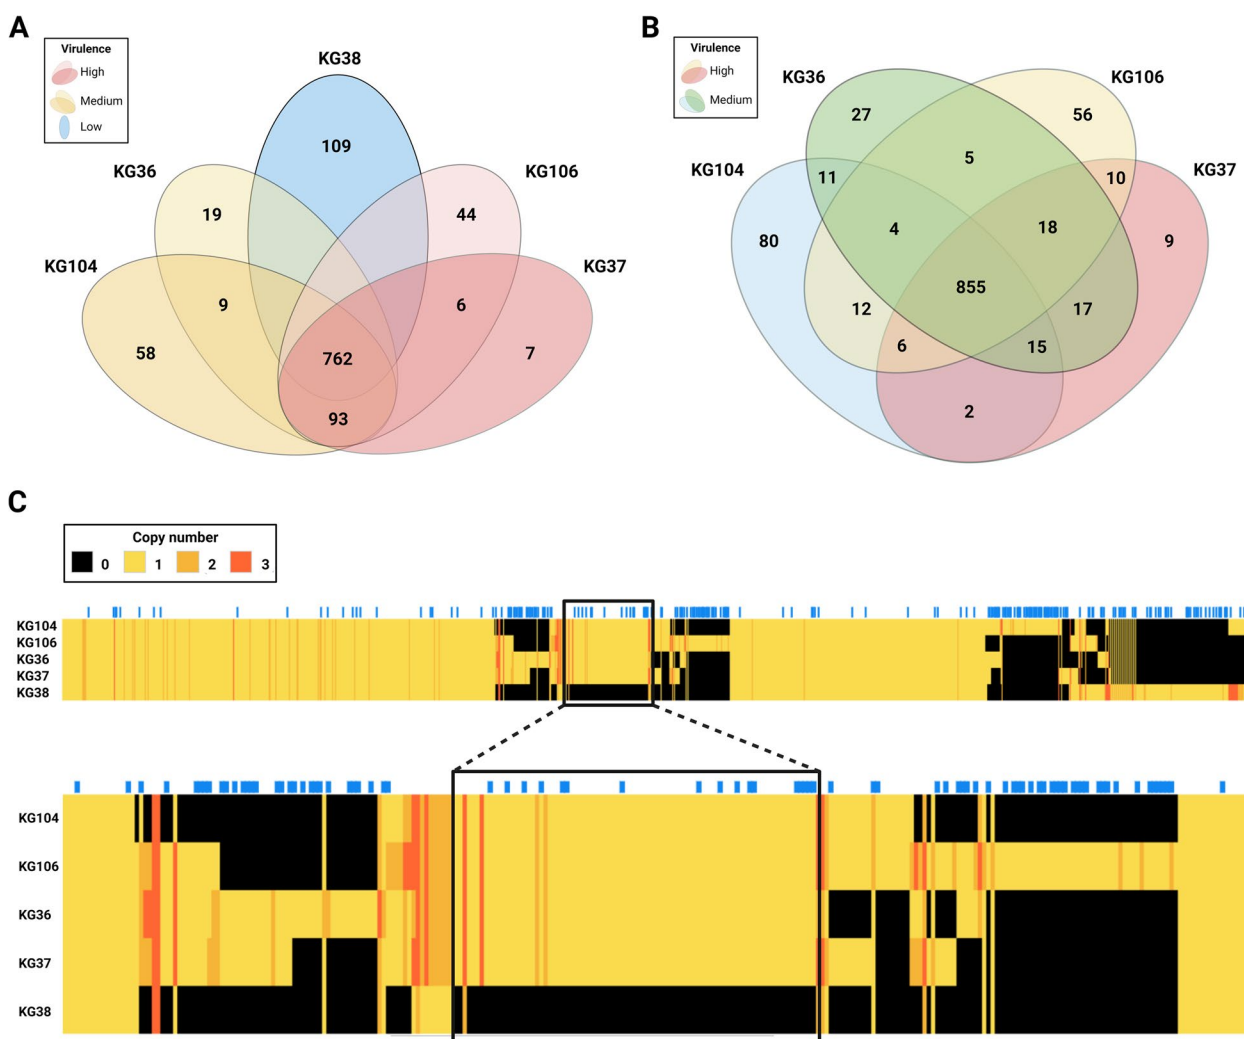 A
B
Virulence
High
Medium
Low
KG38
KG36
KG106
KG104
KG37
109
19
44
9
6
58
762
7
93
Virulence
High
Medium
KG36
KG106
KG104
KG37
27
56
5
11
10
4
18
80
9
855
12
17
6
15
2
C
Copy number
0 1 2 3
KG104
KG106
KG36
KG37
KG38
KG104
KG106
KG36
KG37
KG38